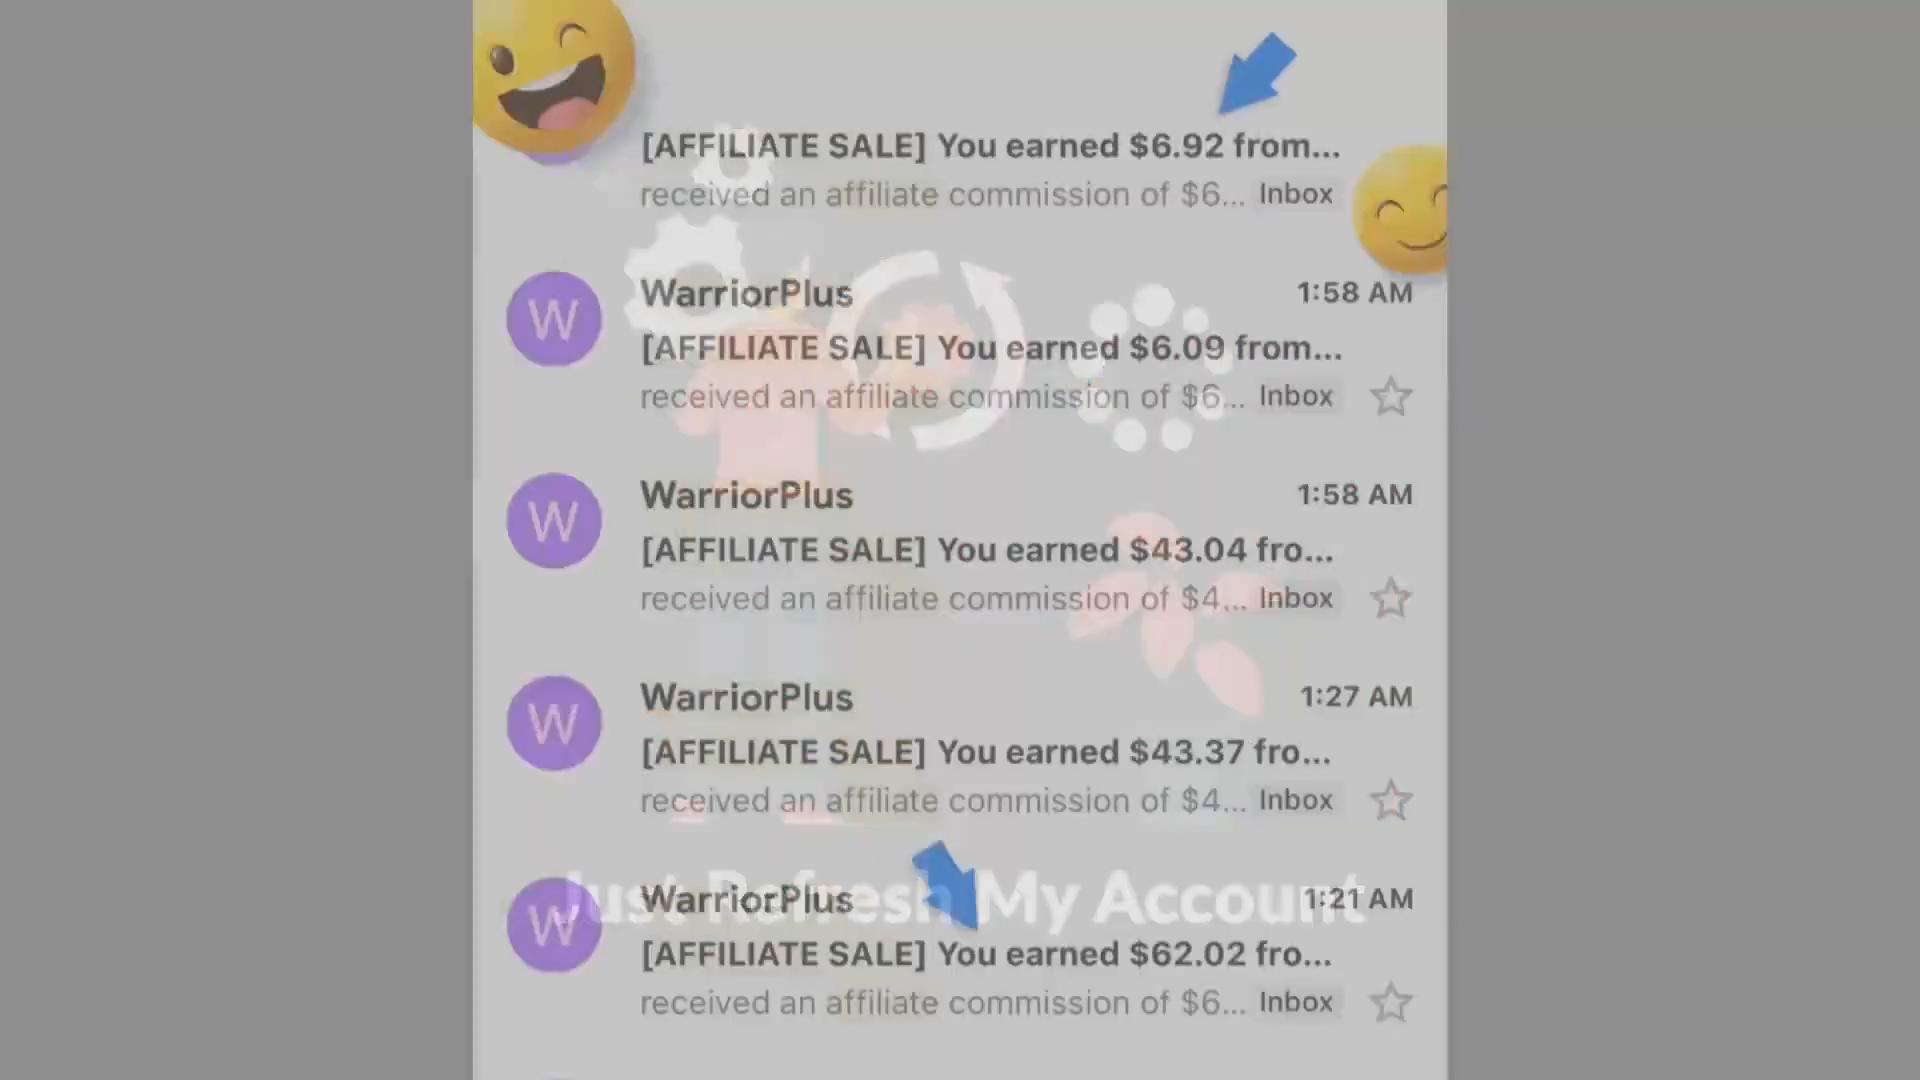 [AFFILIATE SALE] You earned $6.92 from...
received an affiliate commission of $6... Inbox
W WarriorPlus 1:58 AM
[AFFILIATE SALE] You earned $6.09 from...
received an affiliate commission of $6... Inbox
W WarriorPlus 1:58 AM
[AFFILIATE SALE] You earned $43.04 fro...
received an affiliate commission of $4... Inbox
W WarriorPlus 1:27 AM
[AFFILIATE SALE] You earned $43.37 fro...
received an affiliate commission of $4... Inbox
W WarriorPlus 1:21 AM
Just Refresh My Account
[AFFILIATE SALE] You earned $62.02 fro...
received an affiliate commission of $6... Inbox